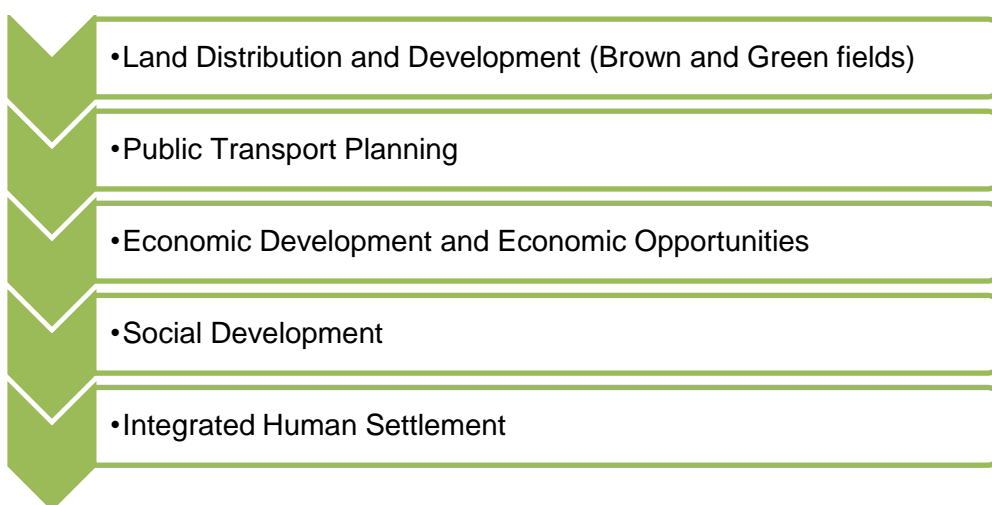 •Land Distribution and Development (Brown and Green fields)
•Public Transport Planning
•Economic Development and Economic Opportunities
•Social Development
•Integrated Human Settlement